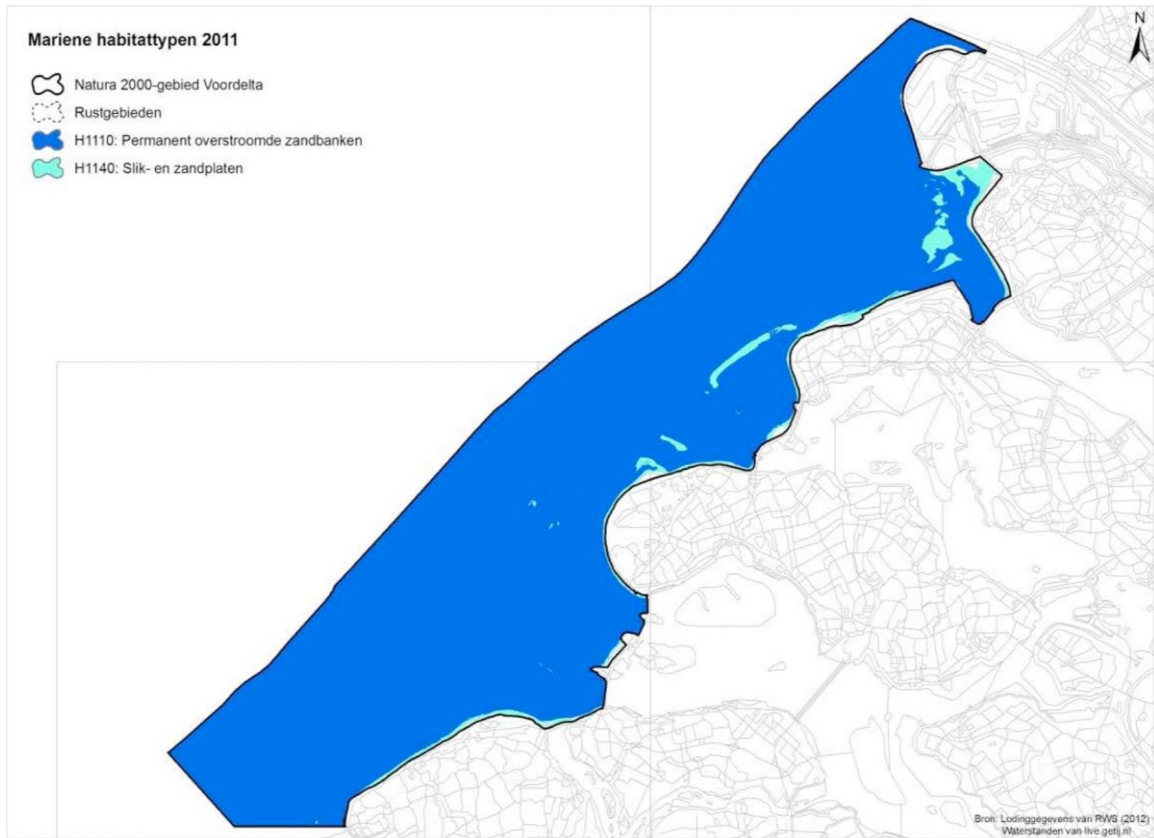 Mariene habitattypen 2011
Natura 2000-gebied Voordelta
Rustgebieden
H1110: Permanent overstroomde zandbanken
H1140: Slik- en zandplaten
N
Bron: Lodinggegevens van RWS (2012)
Waterstanden van live.getij.nl